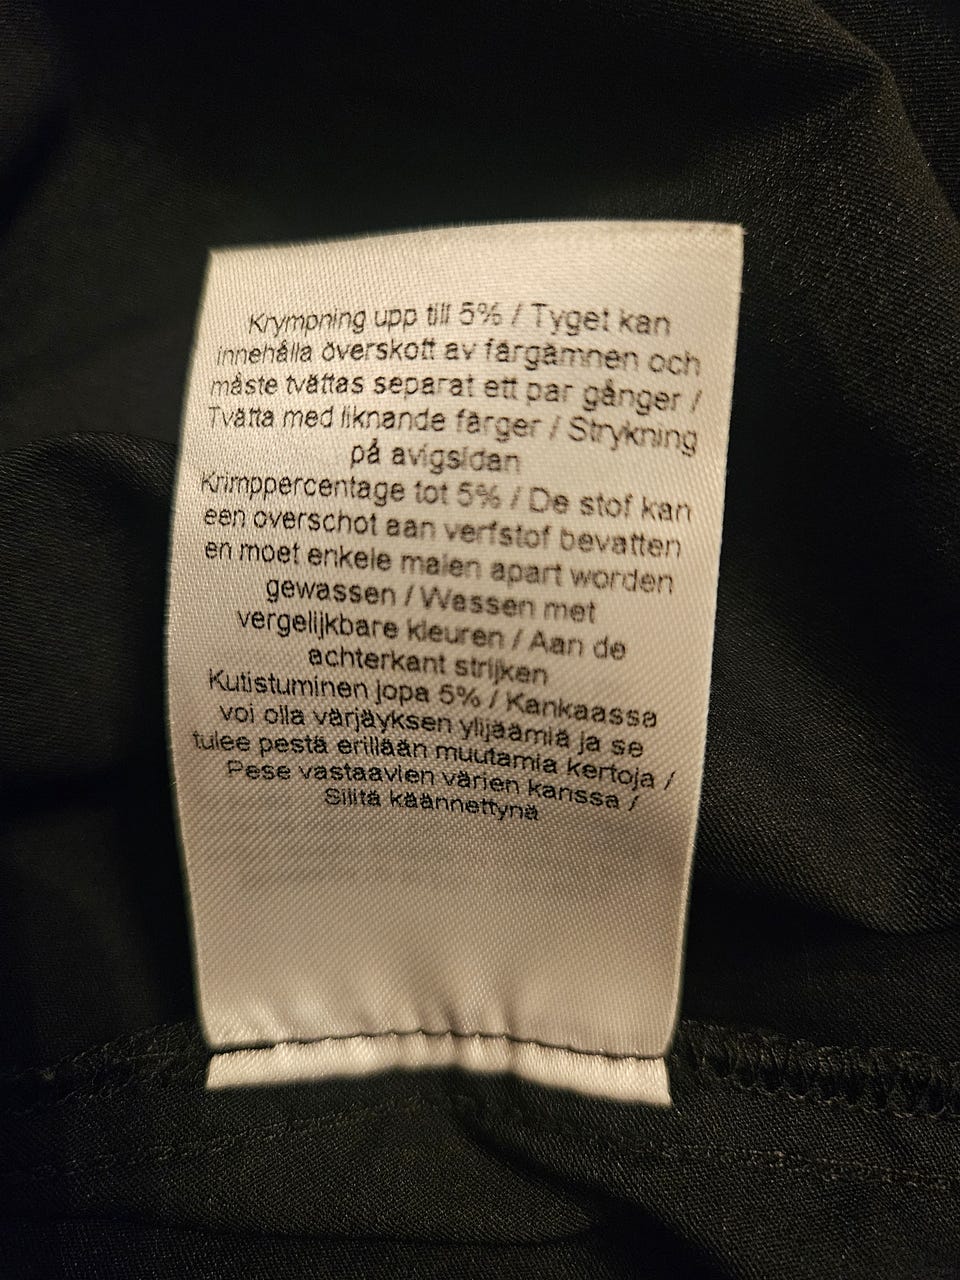 Krympning upp till 5% / Tyget kan
innehålla överskott av färgämnen och
måste tvättas separat ett par gånger /
Tvätta med liknande färger / Strykning
på avigsidan
Krimppercentage tot 5% / De stof kan
een overschot aan verfstof bevatten
en moet enkele malen apart worden
gewassen / Wassen met
vergelijkbare kleuren / Aan de
achterkant strijken
Kutistuminen jopa 5% / Kankaassa
voi olla värjäyksen ylijäämiä ja se
tulee pestä erillään muutamia kertoja /
Pese vastaavien värien kanssa /
Silitä käännettynä